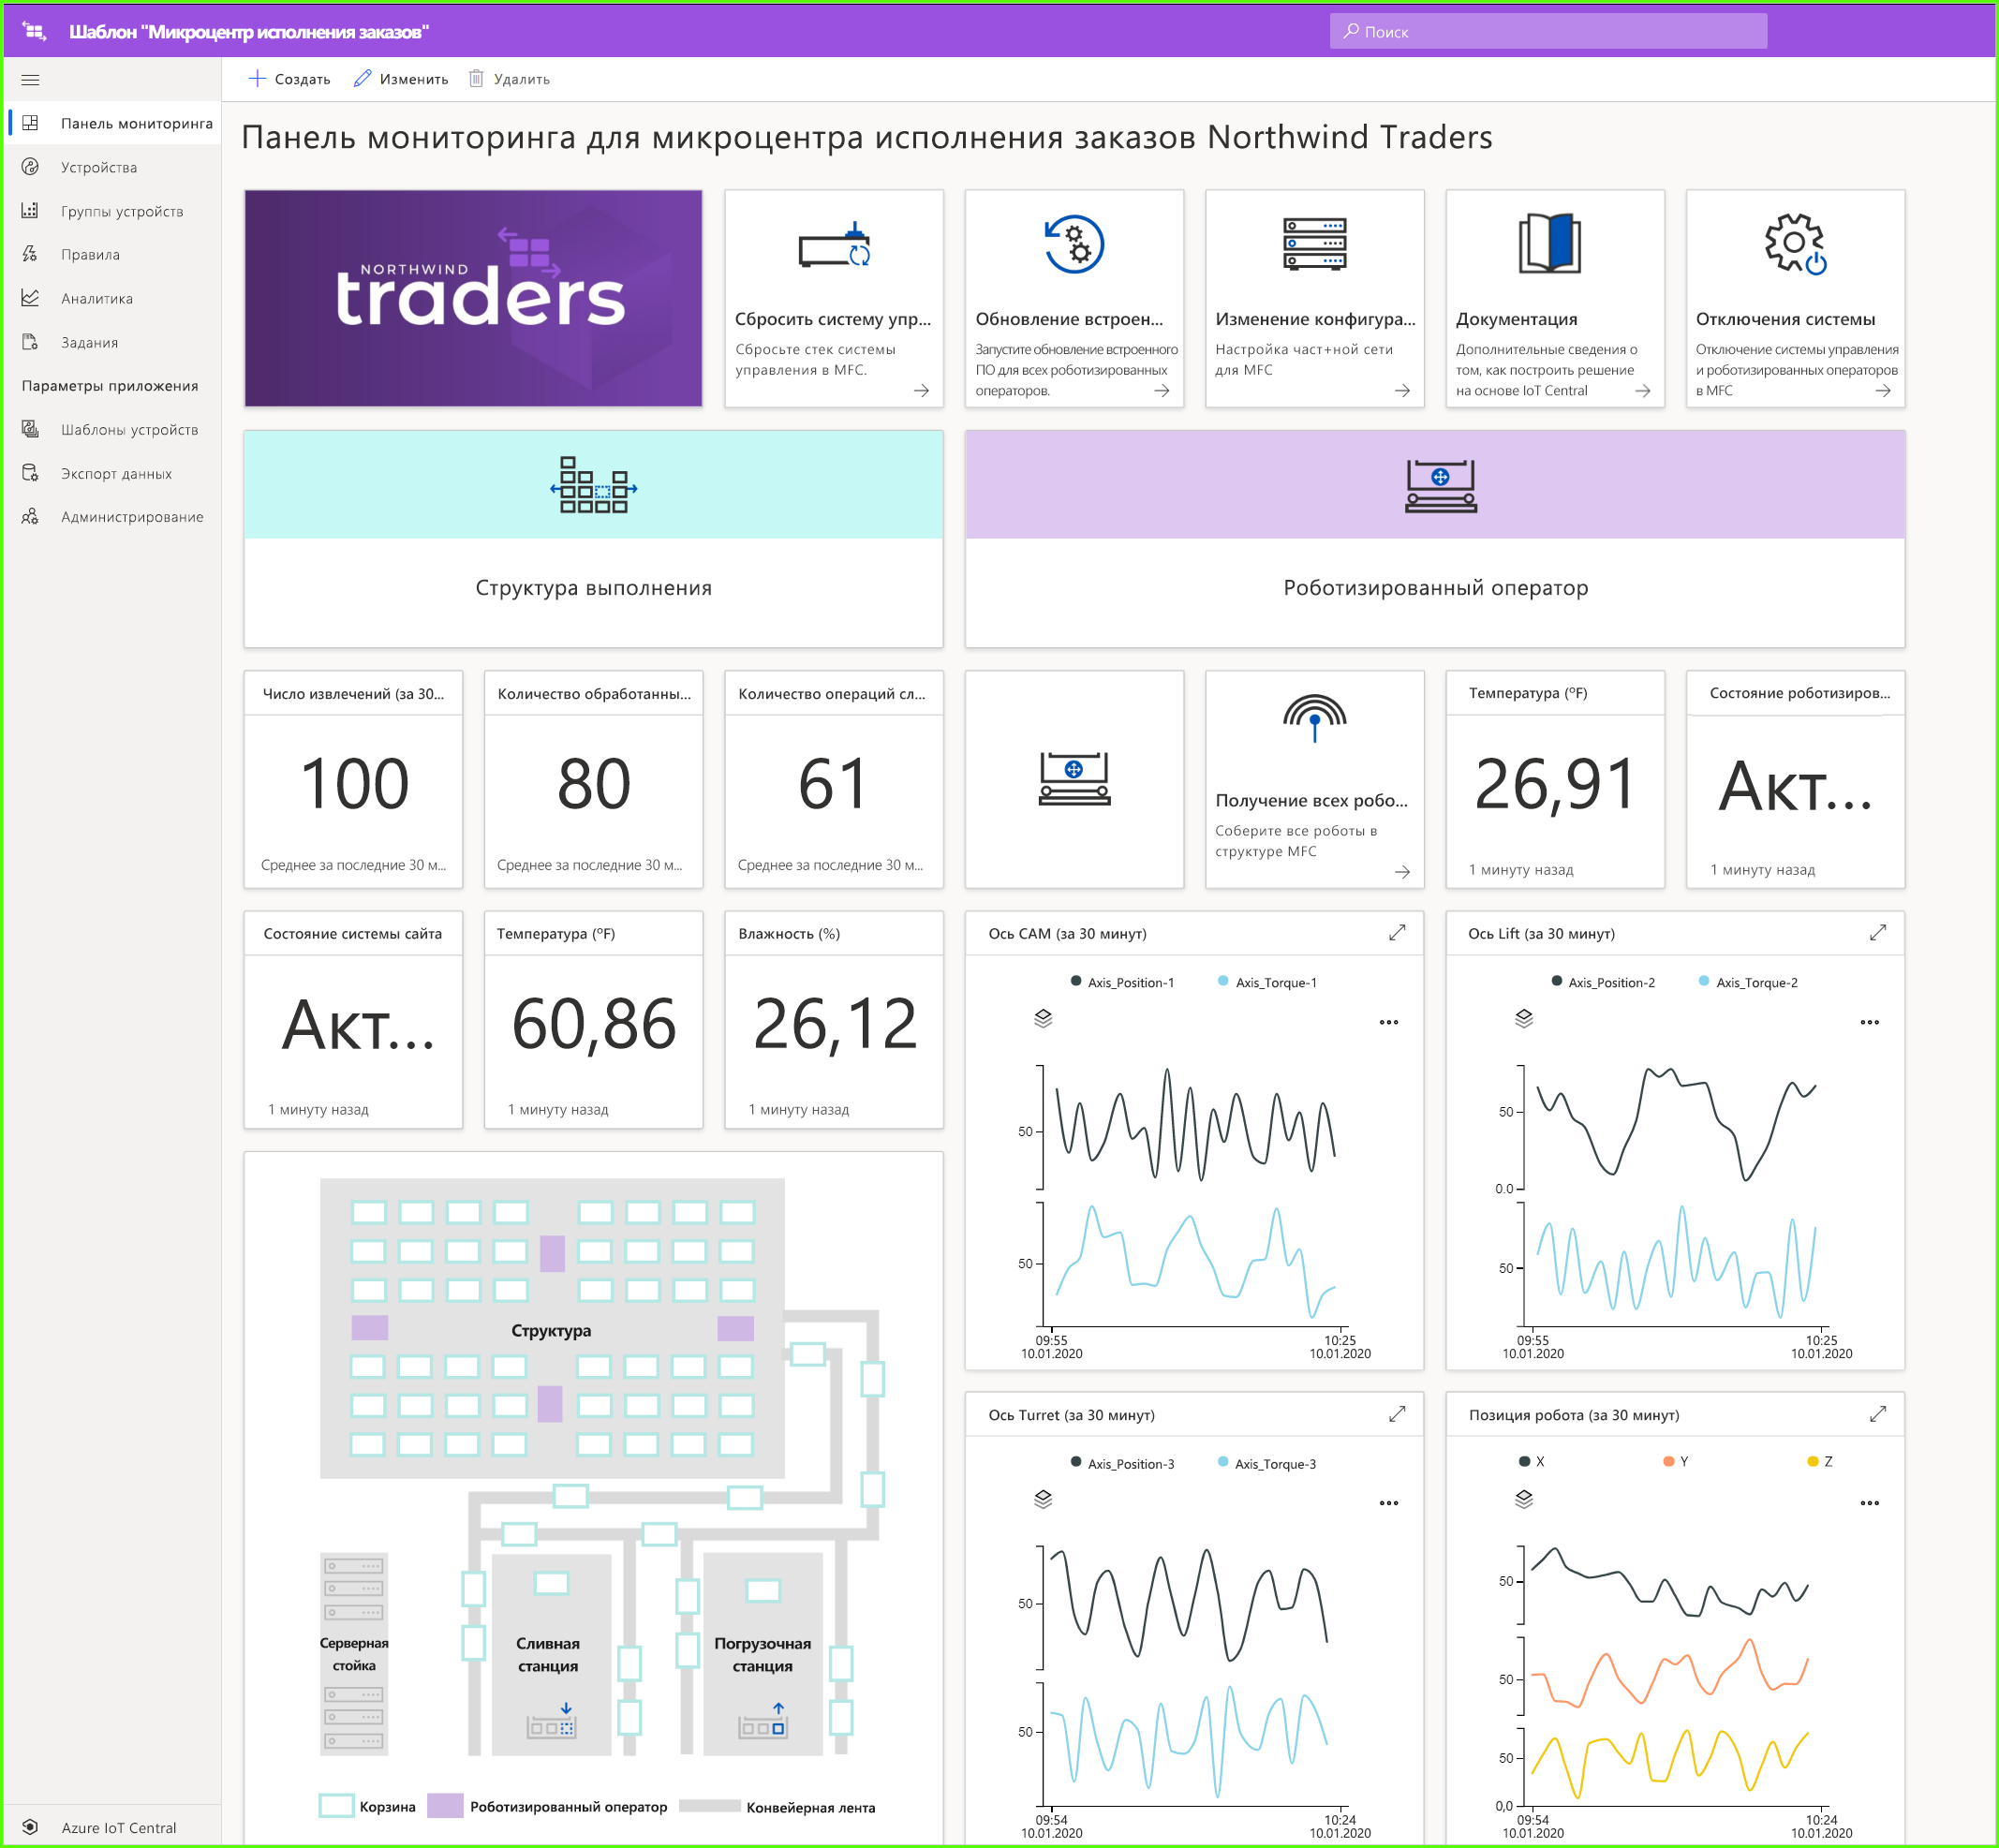 Шаблон "Микроцентр исполнения заказов"
Поиск
Создать
Изменить
Удалить
Панель мониторинга
Устройства
Группы устройств
Правила
Аналитика
Задания
Параметры приложения
Шаблоны устройств
Экспорт данных
Администрирование
Azure IoT Central
Панель мониторинга для микроцентра исполнения заказов Northwind Traders
NORTHWIND
traders
Сбросить систему упр...
Сбросьте стек системы
управления в MFC.
Обновление встроен...
Запустите обновление встроенного
ПО для всех роботизированных
операторов.
Изменение конфигура...
Настройка част+ной сети
для MFC
Документация
Дополнительные сведения о
том, как построить решение
на основе IoT Central
Отключения системы
Отключение системы управления
и роботизированных операторов
в MFC
Структура выполнения
Роботизированный оператор
Число извлечений (за 30...
100
Среднее за последние 30 м...
Количество обработанны...
80
Среднее за последние 30 м...
Количество операций сл...
61
Среднее за последние 30 м...
Получение всех робо...
Соберите все роботы в
структуре MFC
Температура (°F)
26,91
1 минуту назад
Состояние роботизиров...
Акт...
1 минуту назад
Состояние системы сайта
Акт...
1 минуту назад
Температура (°F)
60,86
1 минуту назад
Влажность (%)
26,12
1 минуту назад
Ось CAM (за 30 минут)
Axis_Position-1
Axis_Torque-1
50
50
09:55
10.01.2020
10:25
10.01.2020
Ось Lift (за 30 минут)
Axis_Position-2
Axis_Torque-2
50
0.0
50
09:55
10.01.2020
10:25
10.01.2020
Структура
Серверная
стойка
Сливная
станция
Погрузочная
станция
Корзина
Роботизированный оператор
Конвейерная лента
Ось Turret (за 30 минут)
Axis_Position-3
Axis_Torque-3
50
50
09:54
10.01.2020
10:24
10.01.2020
Позиция робота (за 30 минут)
X
Y
Z
50
50
50
0,0
09:54
10.01.2020
10:24
10.01.2020